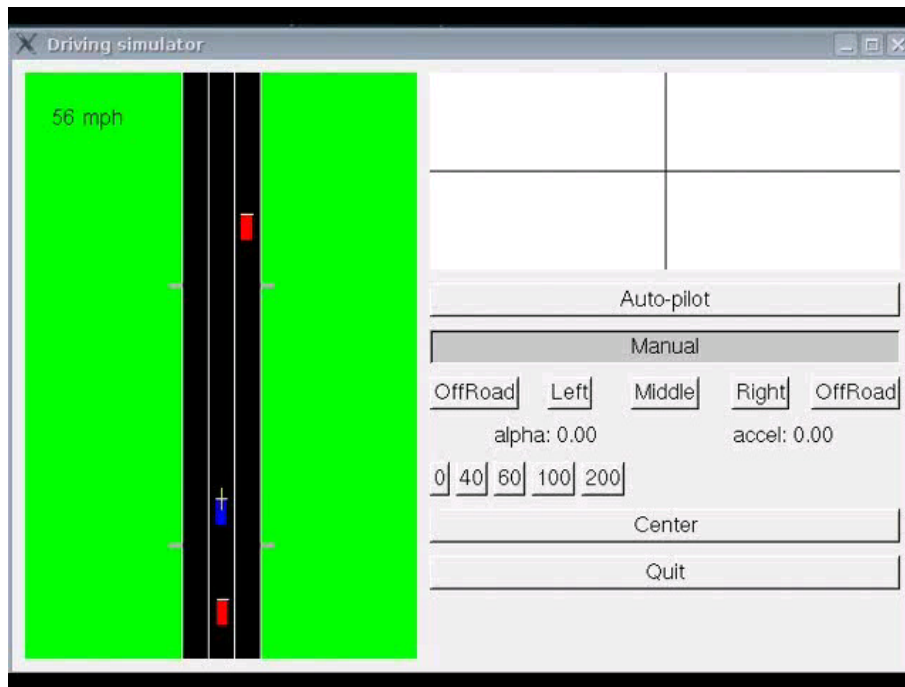 Driving simulator
56 mph
Auto-pilot
Manual
OffRoad Left Middle Right OffRoad
alpha: 0.00 accel: 0.00
0 40 60 100 200
Center
Quit